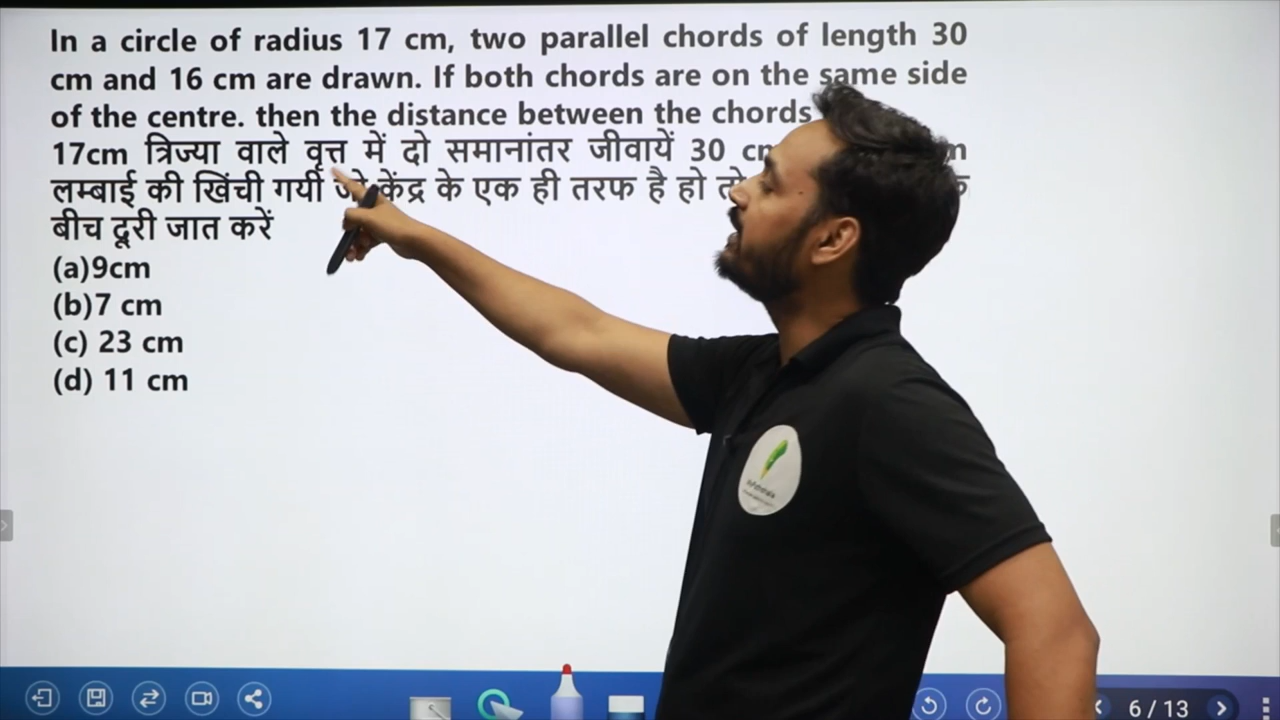 In a circle of radius 17 cm, two parallel chords of length 30
cm and 16 cm are drawn. If both chords are on the same side
of the centre. then the distance between the chords
17cm त्रिज्या वाले वृत्त में दो समानांतर जीवायें 30
लम्बाई की खिंची गयी जो केंद्र के एक ही तरफ है हो
बीच दूरी जात करें
(a)9cm
(b)7 cm
(c) 23 cm
(d) 11 cm
6 / 13